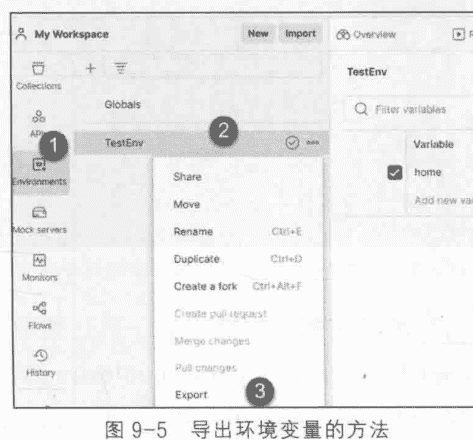 My Workspace
New
Import
Overview
Collections
Globals
TestEnv
APIs
1
2
TestEnv
Filter variables
Variable
home
Add new var
Environments
Mock servers
Monitors
Flows
History
Share
Move
Rename Ctrl+E
Duplicate Ctrl+D
Create a fork Ctrl+Alt+F
Create pull request
Merge changes
Pull changes
Export
3
图 9-5 导出环境变量的方法